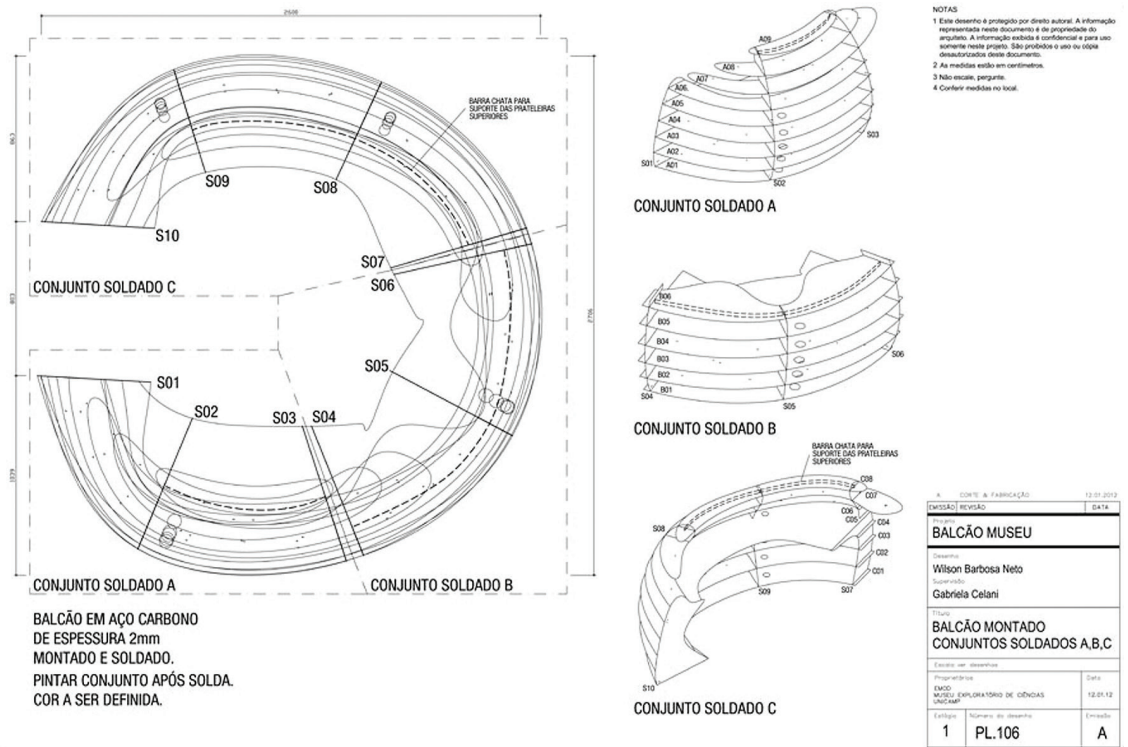 2608
BARRA CHATA PARA
SUPORTE DAS PRATELEIRAS
SUPERIORES
S09
S08
S10
S07
S06
CONJUNTO SOLDADO C
863
803
2706
S01
S05
S02
S03
S04
CONJUNTO SOLDADO A
CONJUNTO SOLDADO B
BALCÃO EM AÇO CARBONO
DE ESPESSURA 2mm
MONTADO E SOLDADO.
PINTAR CONJUNTO APÓS SOLDA.
COR A SER DEFINIDA.
A09
A08
A07
A06
A05
A04
A03
A02
A01
S01
S02
S03
CONJUNTO SOLDADO A
B06
B05
B04
B03
B02
B01
S04
S05
S06
CONJUNTO SOLDADO B
BARRA CHATA PARA
SUPORTE DAS PRATELEIRAS
SUPERIORES
C08
C07
C06
C05
C04
C03
C02
C01
S08
S09
S07
S10
CONJUNTO SOLDADO C
NOTAS
1 Este desenho é protegido por direito autoral. A informação
representada neste documento é de propriedade do
arquiteto. A informação exibida é confidencial e para uso
somente neste projeto. São proibidos o uso ou cópia
desautorizados deste documento.
2 As medidas estão em centímetros.
3 Não escale, pergunte.
4 Conferir medidas no local.
A CORTE & FABRICAÇÃO 12.01.2012
EMISSÃO REVISÃO DATA
Projeto
BALCÃO MUSEU
Desenho
Wilson Barbosa Neto
Supervisão
Gabriela Celani
Título
BALCÃO MONTADO
CONJUNTOS SOLDADOS A,B,C
Escala ver desenhos
Proprietários Data
EMOD
MUSEU EXPLORATÓRIO DE CIÊNCIAS 12.01.12
UNICAMP
Estágio Número do desenho Emissão
1 PL.106 A